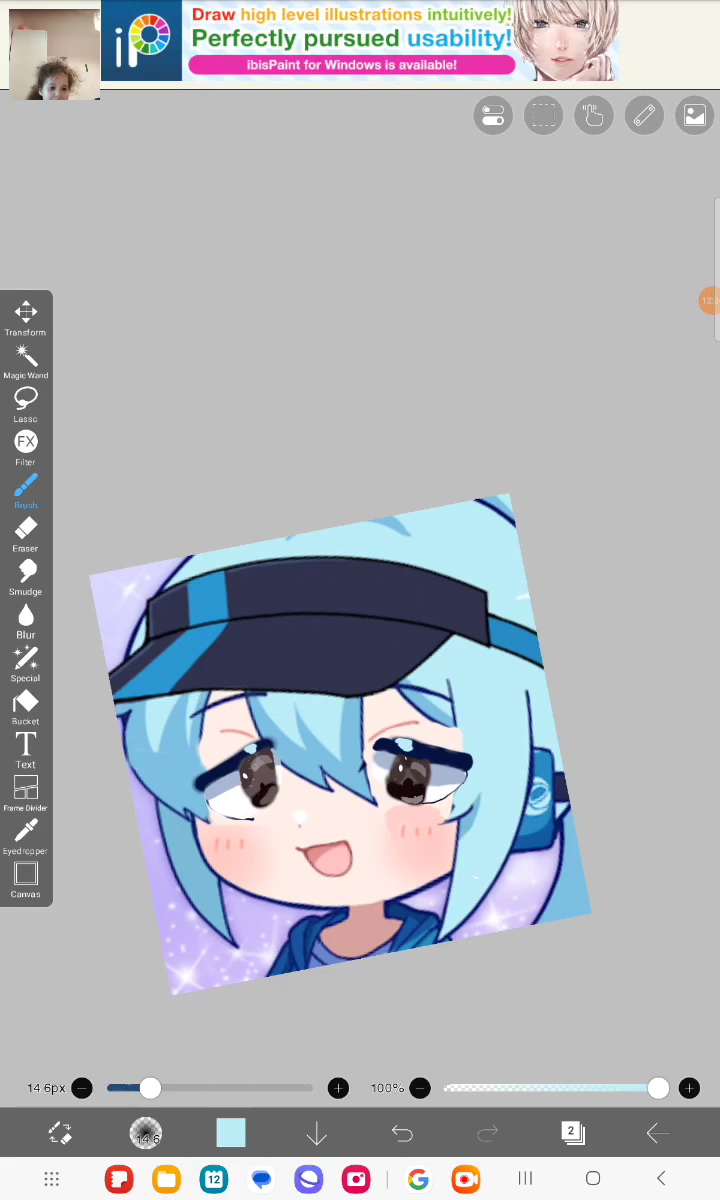 iP
Draw high level illustrations intuitively!
Perfectly pursued usability!
ibisPaint for Windows is available!
Transform
Magic Wand
Lasso
FX
Filter
Brush
Eraser
Smudge
Blur
Special
Bucket
T
Text
Frame Divider
Eyedropper
Canvas
14.6px
100%
14.6
2
12